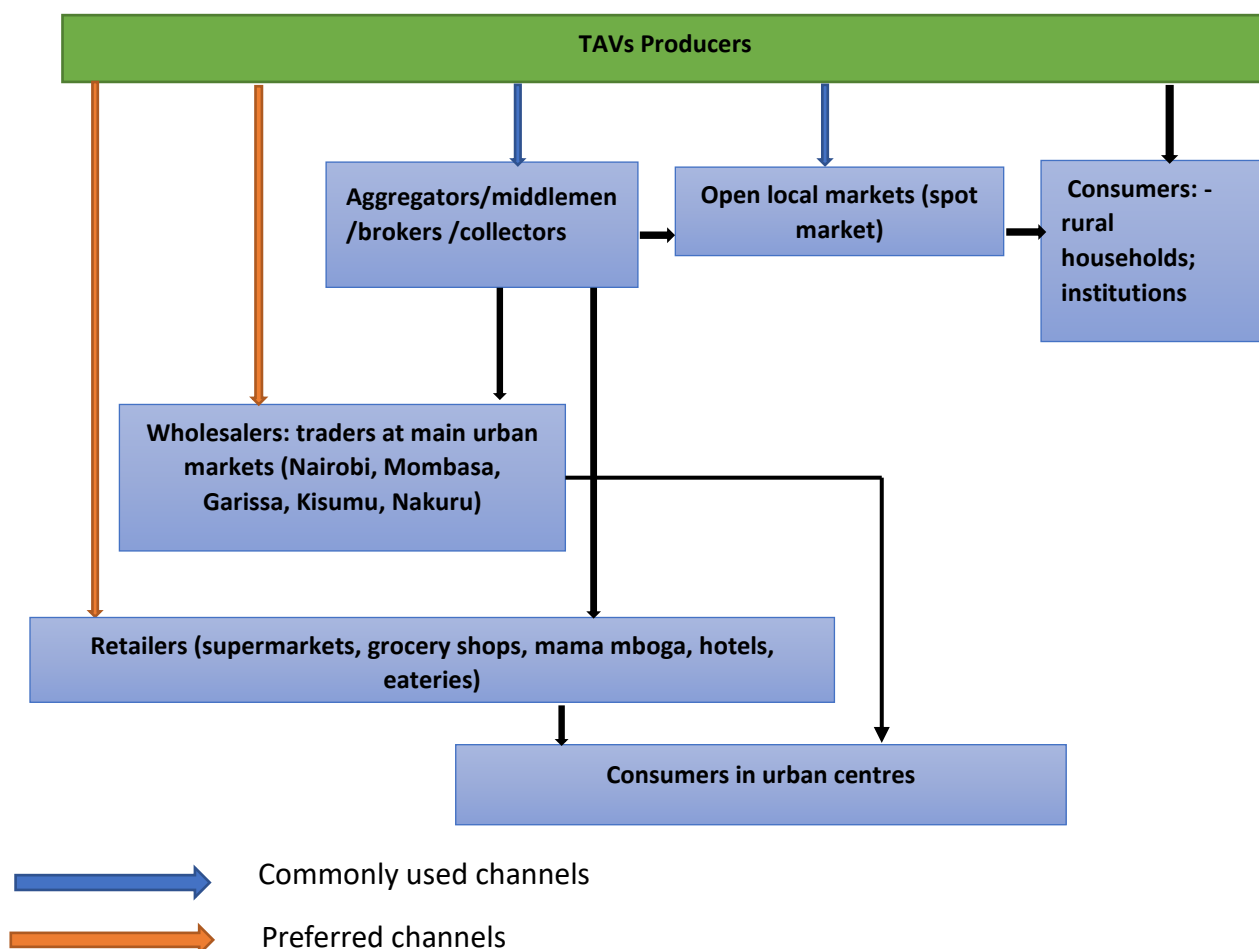 TAVs Producers
Aggregators/middlemen
/brokers /collectors
Open local markets (spot
market)
Consumers: -
rural
households;
institutions
Wholesalers: traders at main urban
markets (Nairobi, Mombasa,
Garissa, Kisumu, Nakuru)
Retailers (supermarkets, grocery shops, mama mboga, hotels,
eateries)
Consumers in urban centres
Commonly used channels
Preferred channels